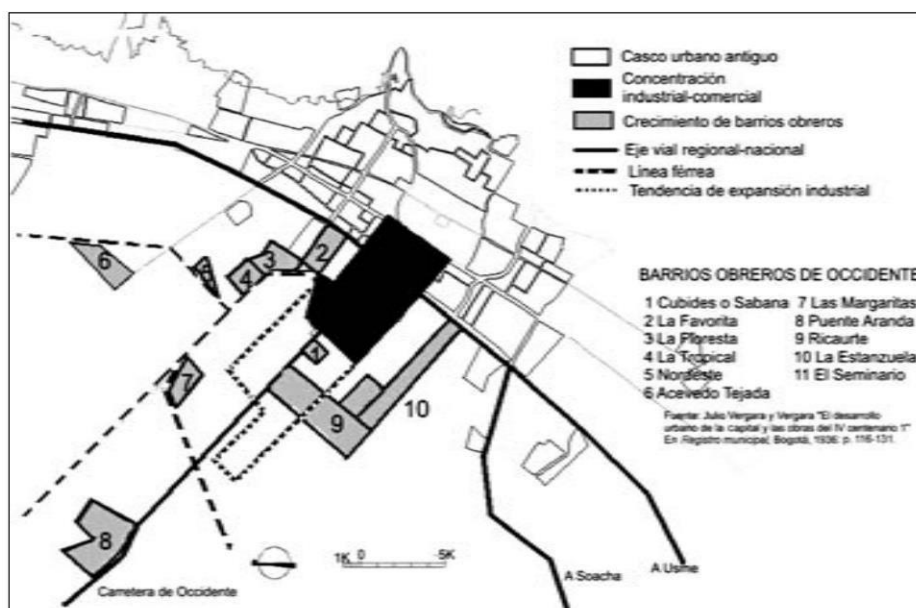 Casco urbano antiguo
Concentración
industrial-comercial
Crecimiento de barrios obreros
Eje vial regional-nacional
Línea férrea
Tendencia de expansión industrial
BARRIOS OBREROS DE OCCIDENTE
1 Cubides o Sabana 7 Las Margaritas
2 La Favorita 8 Puente Aranda
3 La Floresta 9 Ricaurte
4 La Tropical 10 La Estanzuela
5 Nordeste 11 El Seminario
6 Acevedo Tejada
Fuente: Julio Vergara y Vergara "El desarrollo
urbano de la capital y las obras del IV centenario 1"
En Registro municipal, Bogotá, 1936: p. 116-131.
6
4
3
2
7
1
9
10
8
1K 0 5K
Carretera de Occidente
A Soacha
A Usme